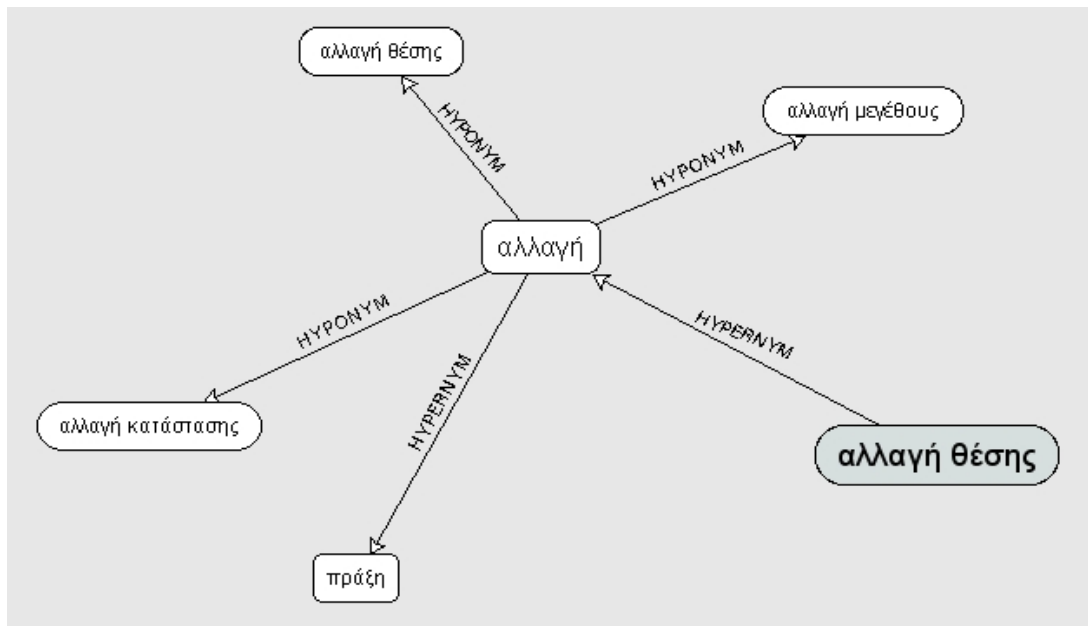 αλλαγή θέσης
αλλαγή μεγέθους
HYPONYM
HYPONYM
αλλαγή
HYPONYM
HYPERNYM
HYPERNYM
αλλαγή κατάστασης
αλλαγή θέσης
πράξη